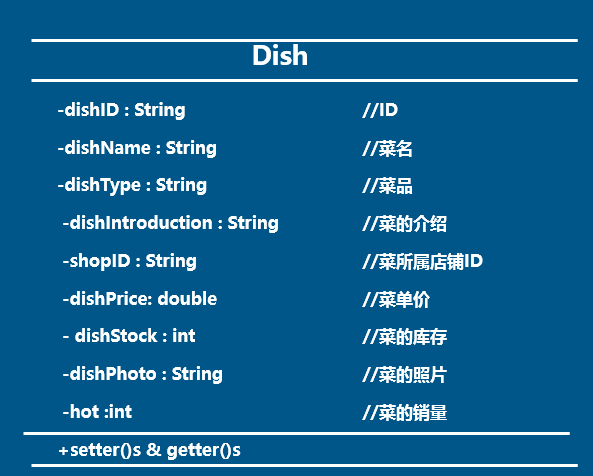 Dish
-dishID : String //ID
-dishName : String //菜名
-dishType : String //菜品
-dishIntroduction : String //菜的介绍
-shopID : String //菜所属店铺ID
-dishPrice: double //菜单价
- dishStock : int //菜的库存
-dishPhoto : String //菜的照片
-hot :int //菜的销量
+setter()s & getter()s